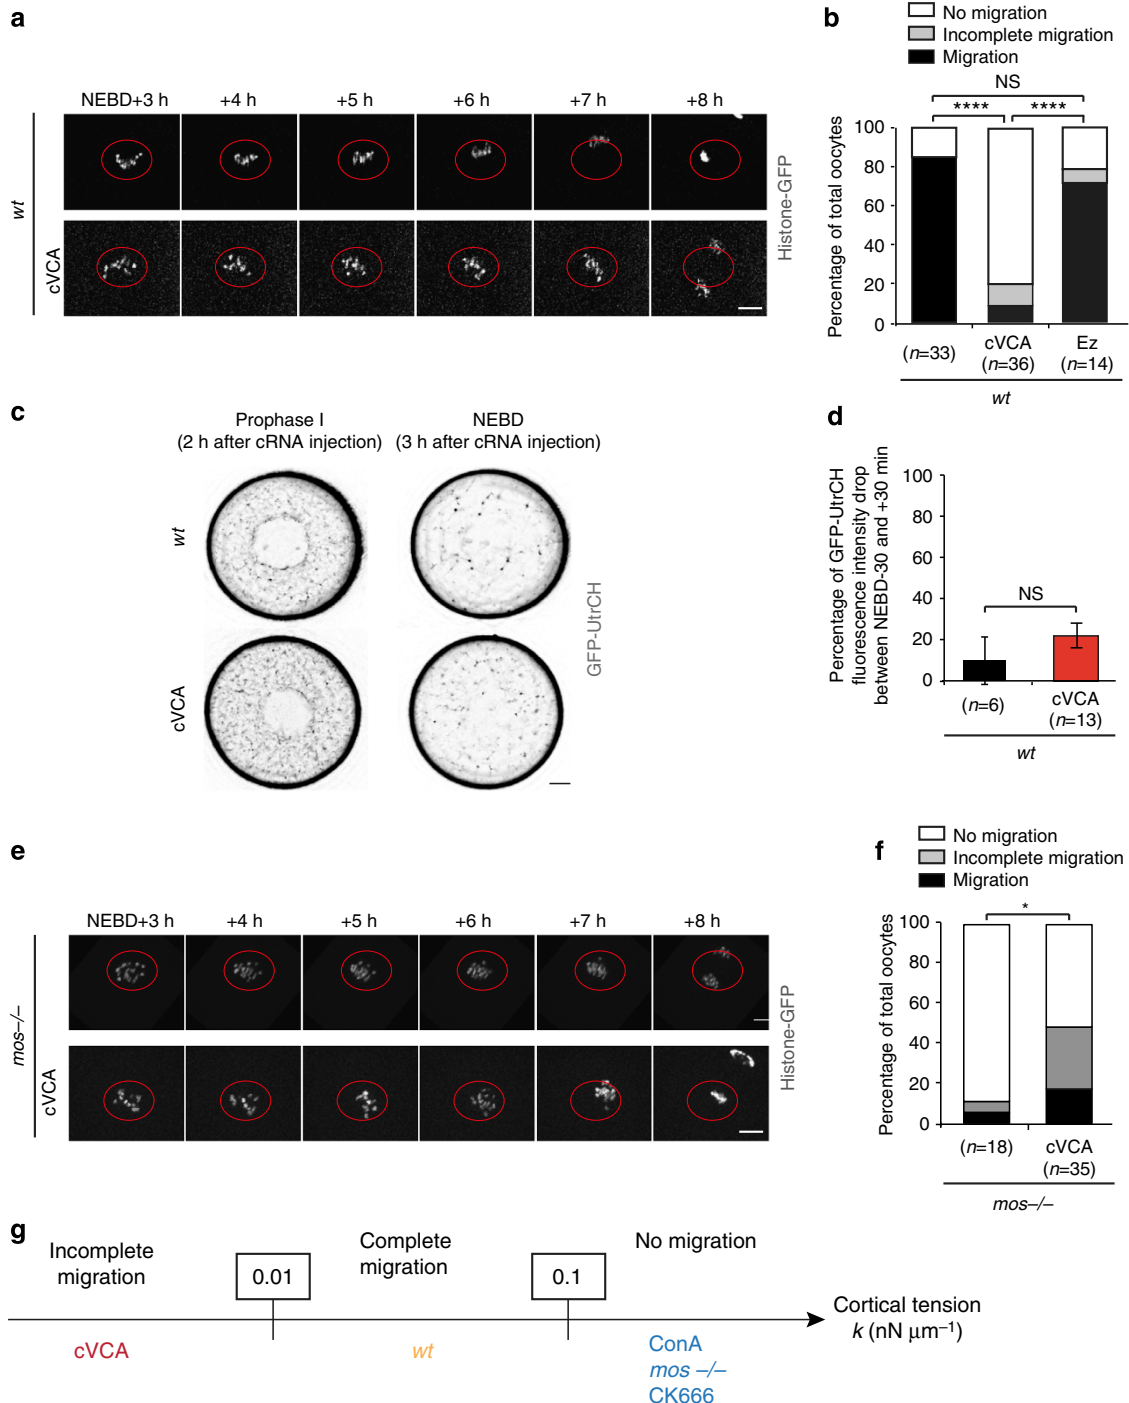 a
NEBD+3 h
+4 h
+5 h
+6 h
+7 h
+8 h
wt
cVCA
Histone-GFP
b
No migration
Incomplete migration
Migration
NS
**** ****
Percentage of total oocytes
100
80
60
40
20
0
(n=33)
cVCA
(n=36)
Ez
(n=14)
wt
c
Prophase I
(2 h after cRNA injection)
NEBD
(3 h after cRNA injection)
wt
cVCA
GFP-UtrCH
d
Percentage of GFP-UtrCH
fluorescence intensity drop
between NEBD-30 and +30 min
100
80
60
40
20
0
NS
(n=6)
cVCA
(n=13)
wt
e
NEBD+3 h
+4 h
+5 h
+6 h
+7 h
+8 h
mos–/–
cVCA
Histone-GFP
f
No migration
Incomplete migration
Migration
*
Percentage of total oocytes
100
80
60
40
20
0
(n=18)
cVCA
(n=35)
mos–/–
g
Incomplete
migration
0.01
Complete
migration
0.1
No migration
Cortical tension
k (nN μm⁻¹)
cVCA
wt
ConA
mos –/–
CK666